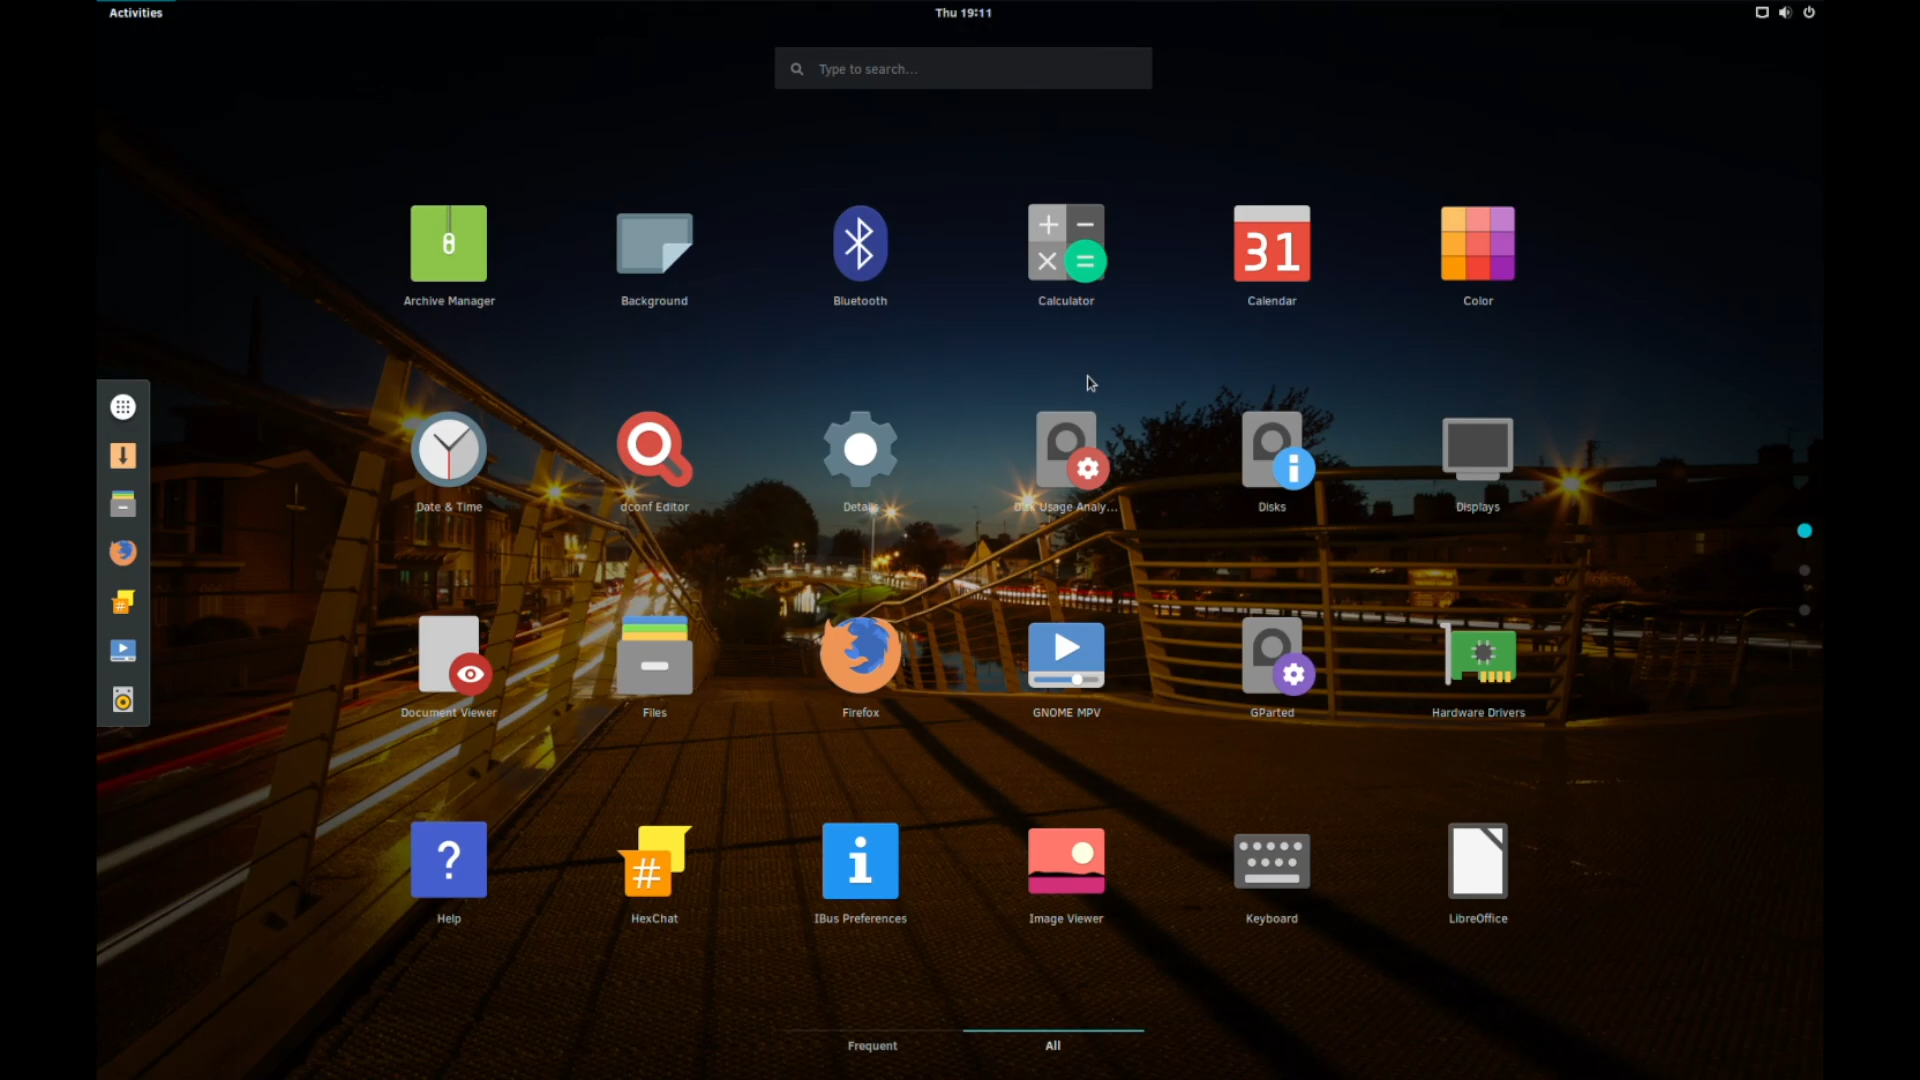 Activities
Thu 19:11
Type to search...
31
Archive Manager
Background
Bluetooth
Calculator
Calendar
Color
Date & Time
dconf Editor
Details
Disk Usage Analy...
Disks
Displays
Document Viewer
Files
Firefox
GNOME MPV
GParted
Hardware Drivers
Help
HexChat
IBus Preferences
Image Viewer
Keyboard
LibreOffice
Frequent
All